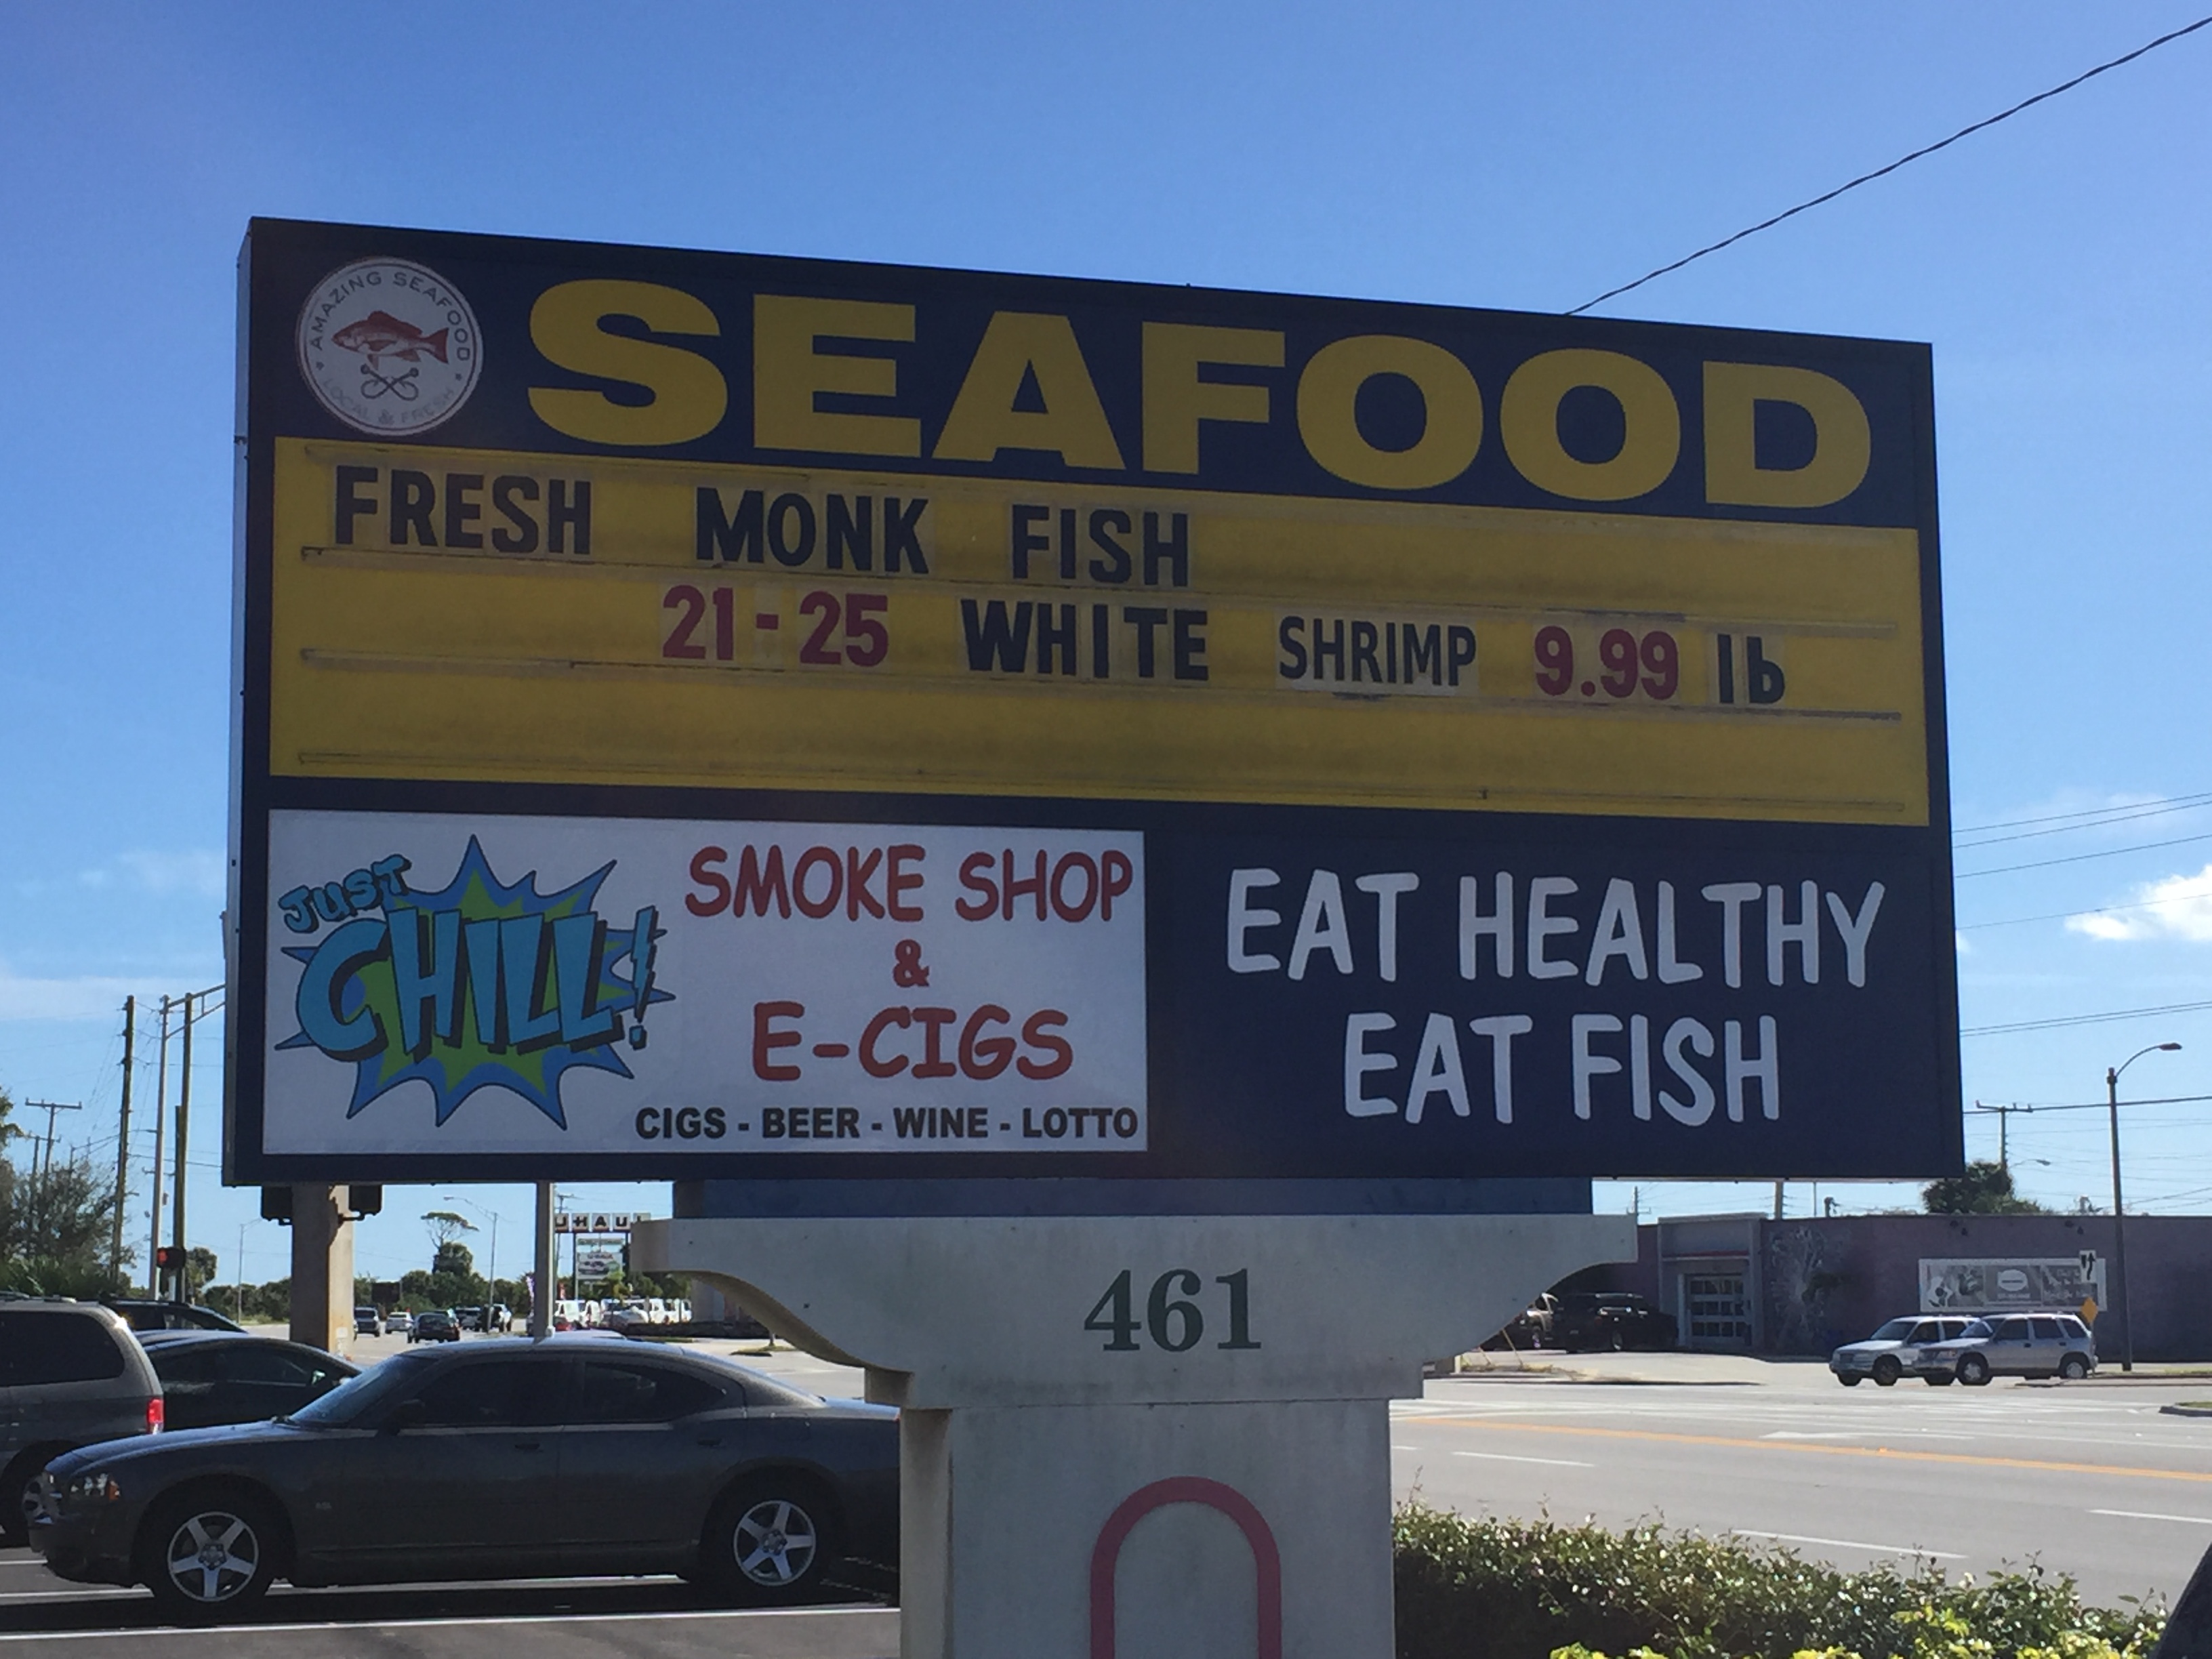 AMAZING SEAFOOD
LOCAL & FRESH
SEAFOOD
FRESH MONK FISH
21-25 WHITE SHRIMP 9.99 lb
JUST
CHILL!
SMOKE SHOP
&
E-CIGS
CIGS - BEER - WINE - LOTTO
EAT HEALTHY
EAT FISH
U-HAUL
461